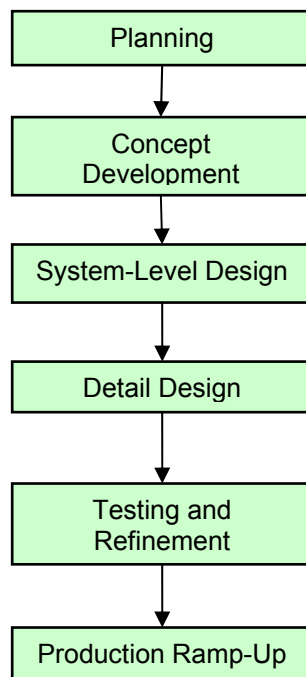 Planning
Concept
Development
System-Level Design
Detail Design
Testing and
Refinement
Production Ramp-Up